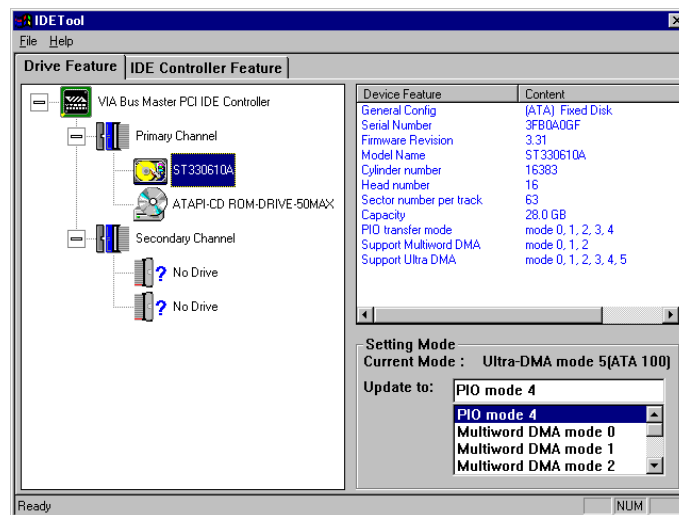 IDETool
File Help
Drive Feature IDE Controller Feature
VIA Bus Master PCI IDE Controller
Primary Channel
ST330610A
ATAPI-CD ROM-DRIVE-50MAX
Secondary Channel
? No Drive
? No Drive
Device Feature Content
General Config (ATA) Fixed Disk
Serial Number 3FB0A0GF
Firmware Revision 3.31
Model Name ST330610A
Cylinder number 16383
Head number 16
Sector number per track 63
Capacity 28.0 GB
PIO transfer mode mode 0, 1, 2, 3, 4
Support Multiword DMA mode 0, 1, 2
Support Ultra DMA mode 0, 1, 2, 3, 4, 5
Setting Mode
Current Mode : Ultra-DMA mode 5(ATA 100)
Update to: PIO mode 4
PIO mode 4
Multiword DMA mode 0
Multiword DMA mode 1
Multiword DMA mode 2
Ready NUM